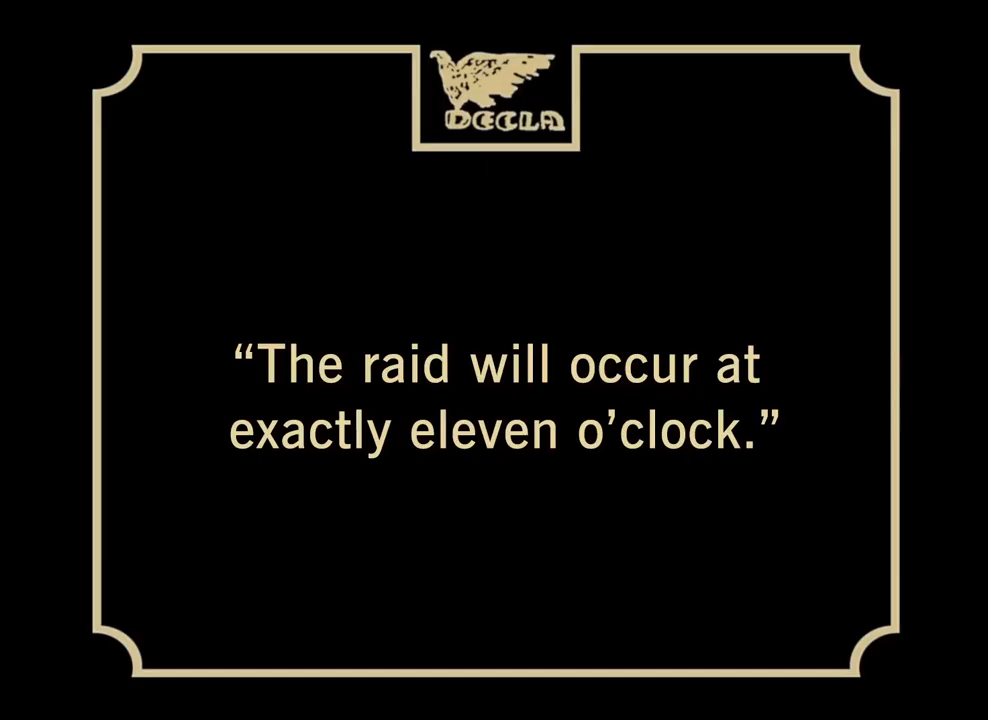 DECLA
“The raid will occur at
exactly eleven o’clock.”